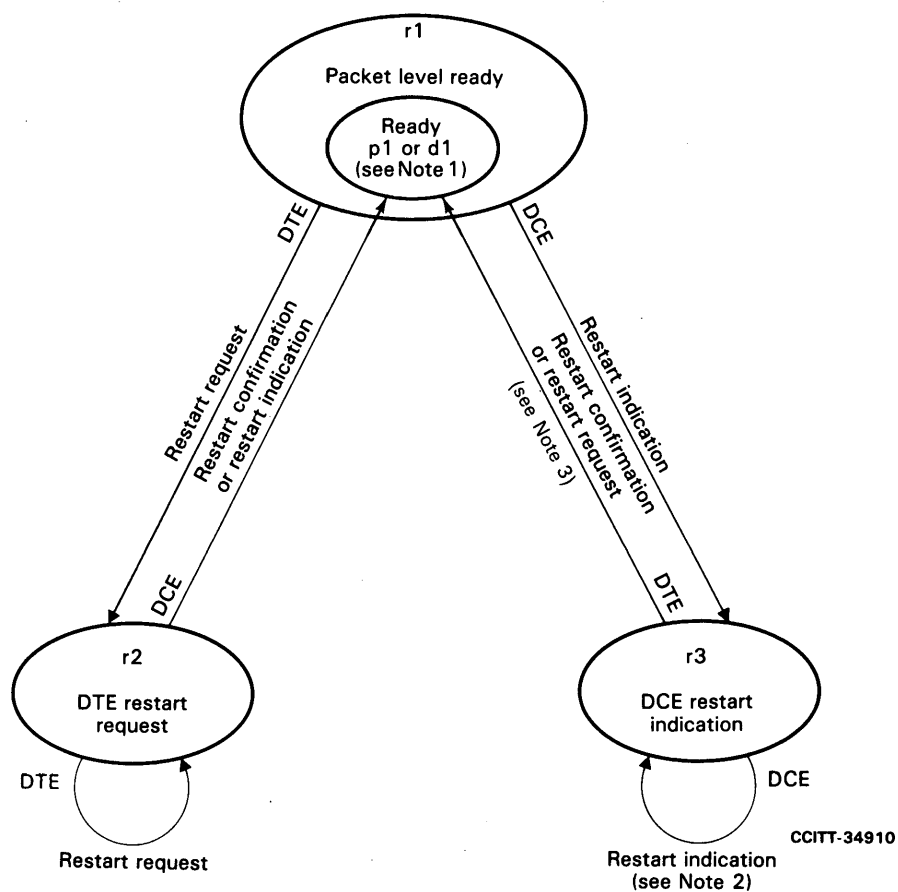 r1
Packet level ready
Ready
p1 or d1
(see Note 1)
DTE
DCE
Restart request
Restart confirmation
or restart indication
Restart indication
Restart confirmation
or restart request
(see Note 3)
DCE
DTE
r2
DTE restart
request
r3
DCE restart
indication
DTE
Restart request
DCE
Restart indication
(see Note 2)
CCITT-34910